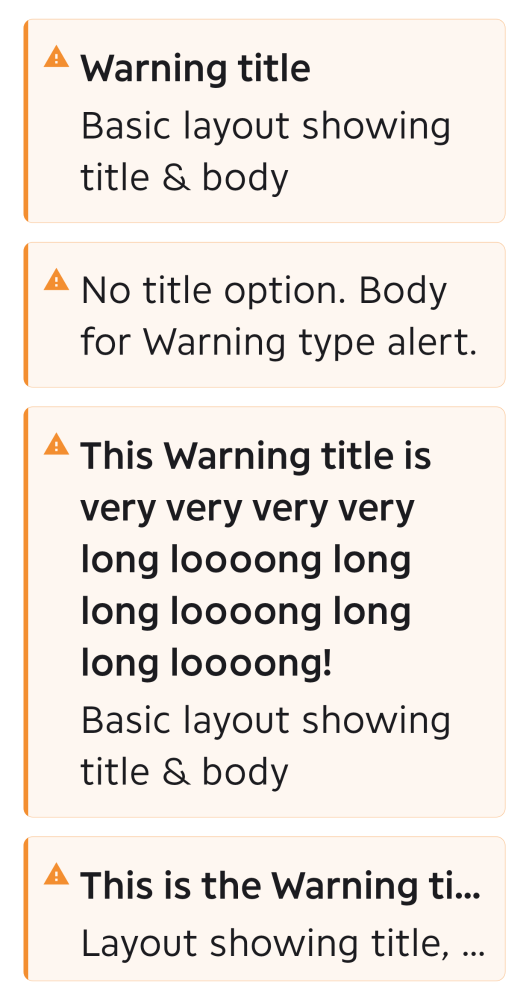 Warning title
Basic layout showing
title & body
No title option. Body
for Warning type alert.
This Warning title is
very very very very
long loooong long
long loooong long
long loooong!
Basic layout showing
title & body
This is the Warning ti...
Layout showing title, ...